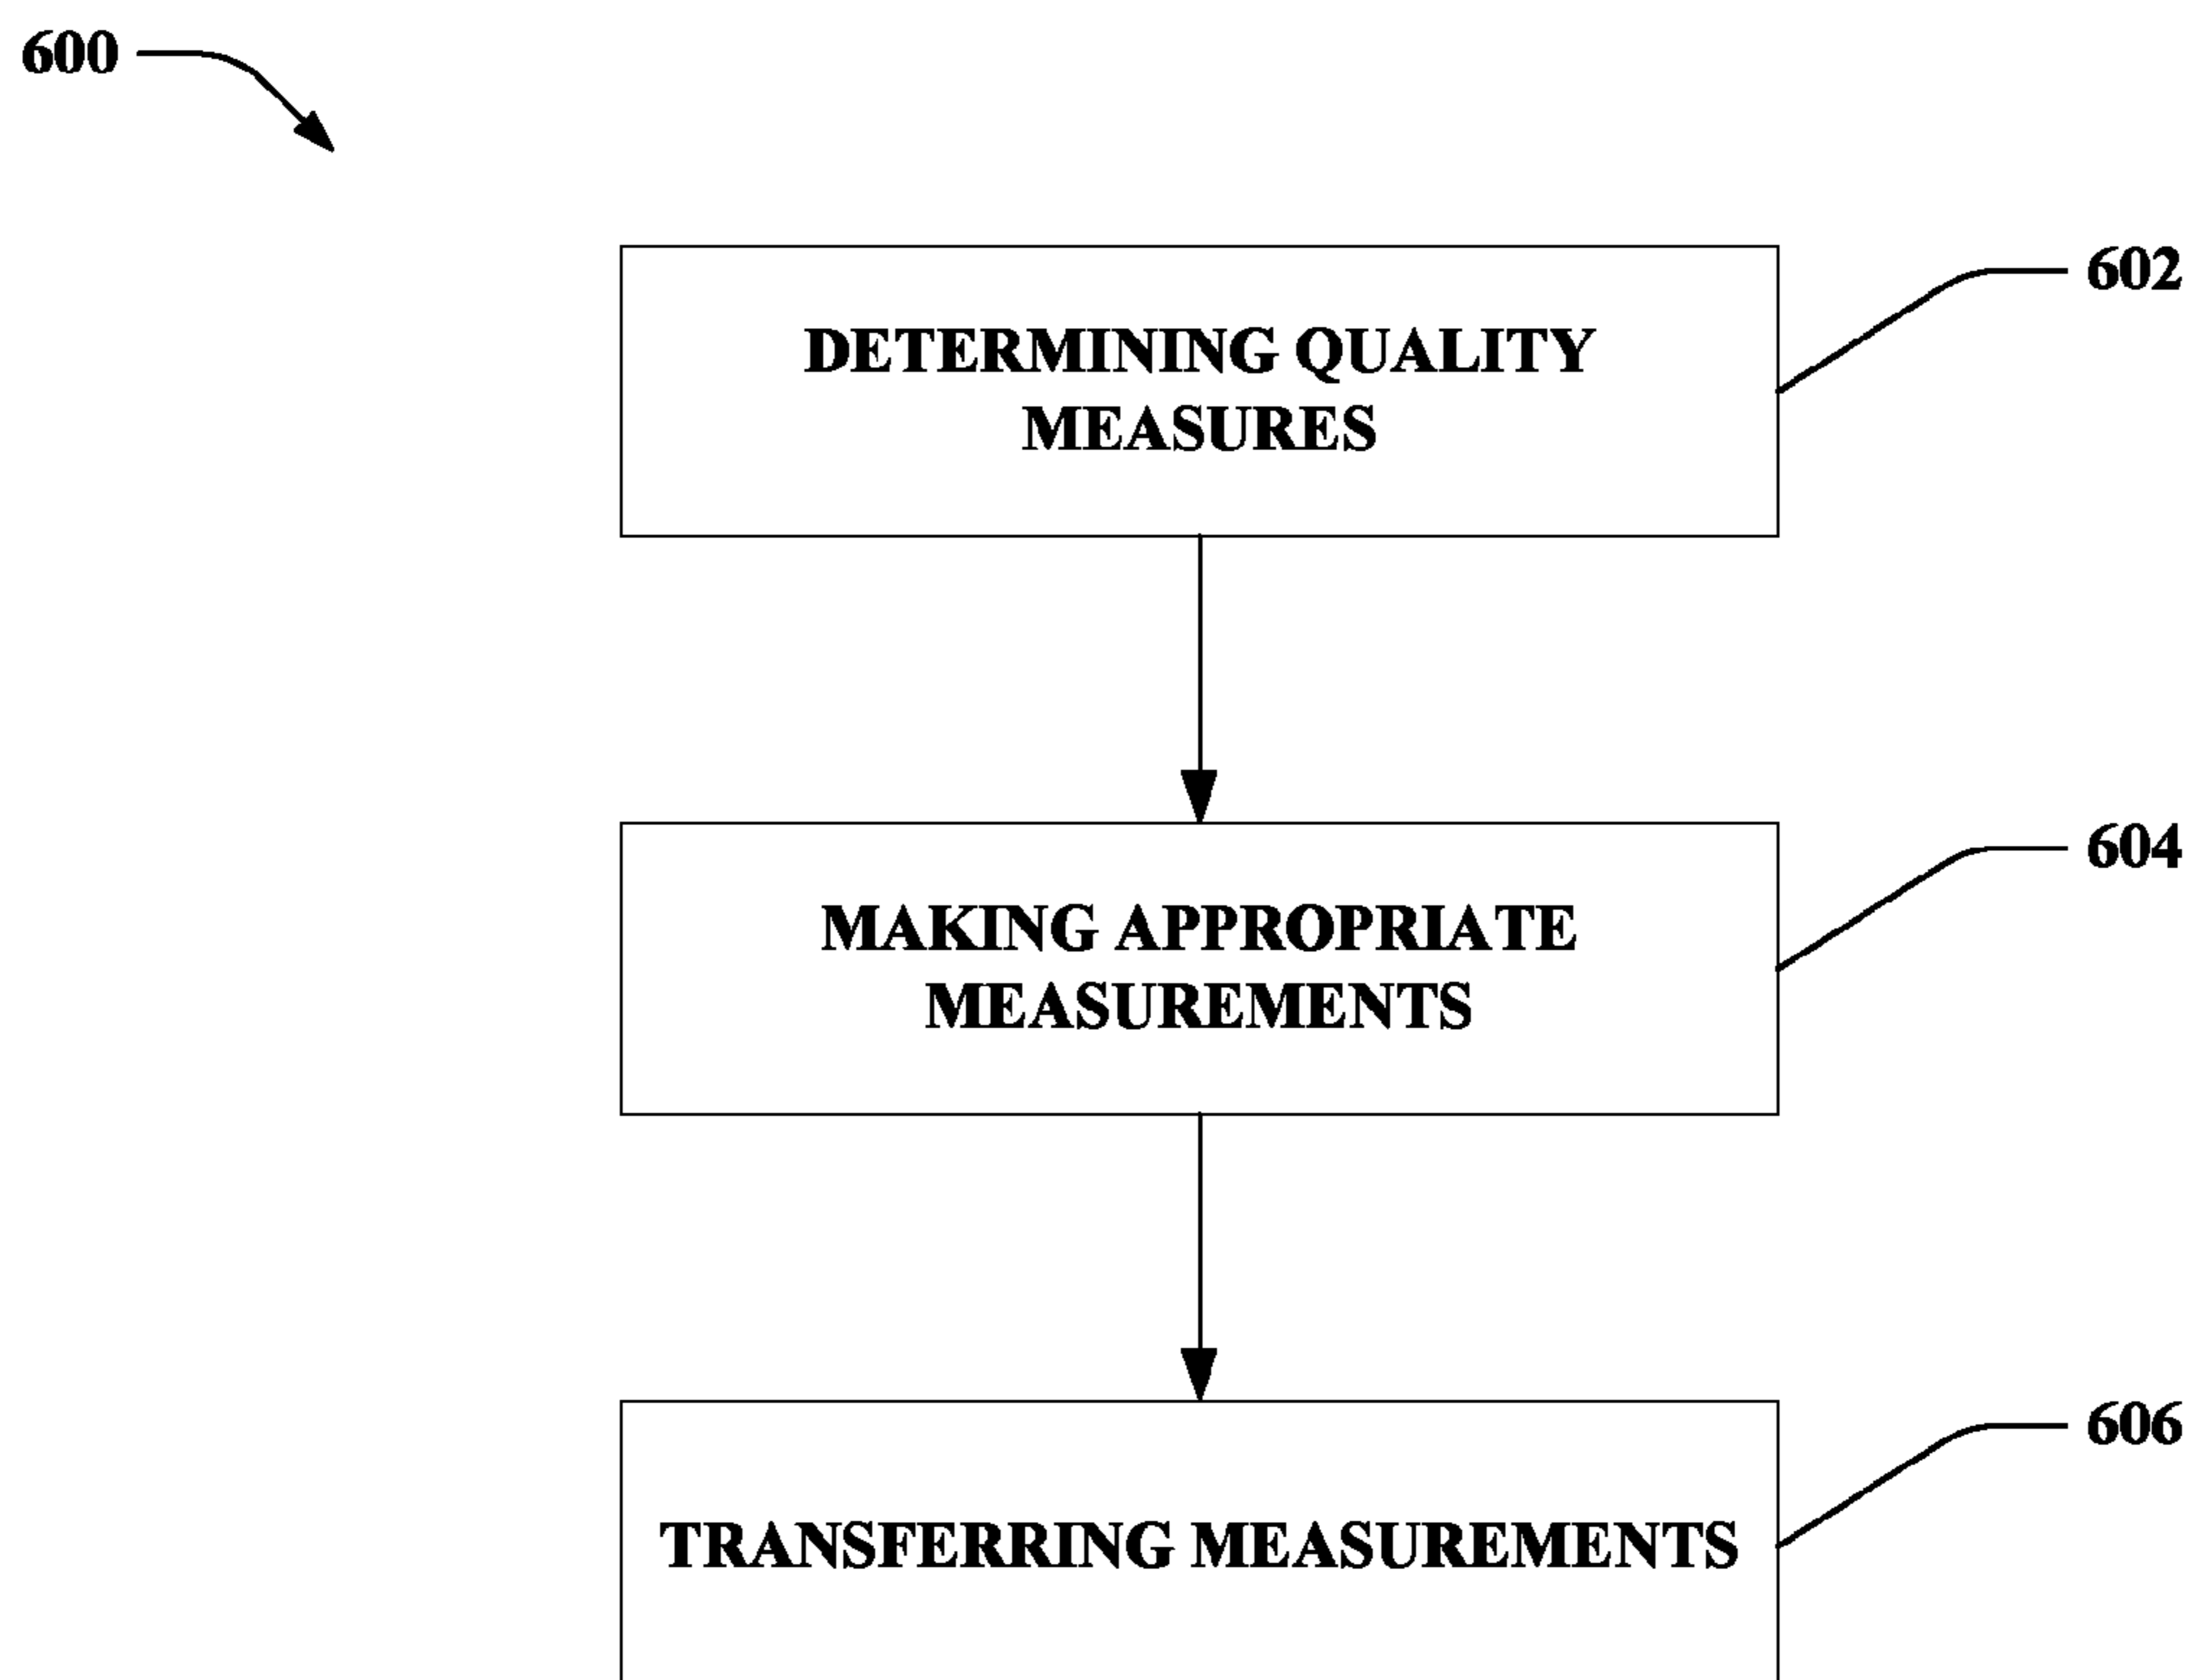 600
602
DETERMINING QUALITY
MEASURES
604
MAKING APPROPRIATE
MEASUREMENTS
606
TRANSFERRING MEASUREMENTS